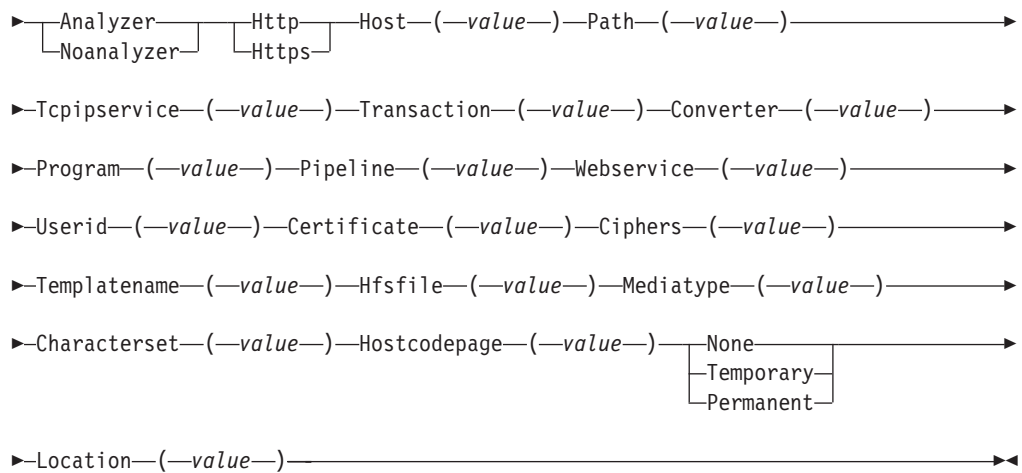 Analyzer Http Host ( value ) Path ( value )
Noanalyzer Https
Tcpipservice ( value ) Transaction ( value ) Converter ( value )
Program ( value ) Pipeline ( value ) Webservice ( value )
Userid ( value ) Certificate ( value ) Ciphers ( value )
Templatename ( value ) Hfsfile ( value ) Mediatype ( value )
Characterset ( value ) Hostcodepage ( value ) None
Temporary
Permanent
Location ( value )